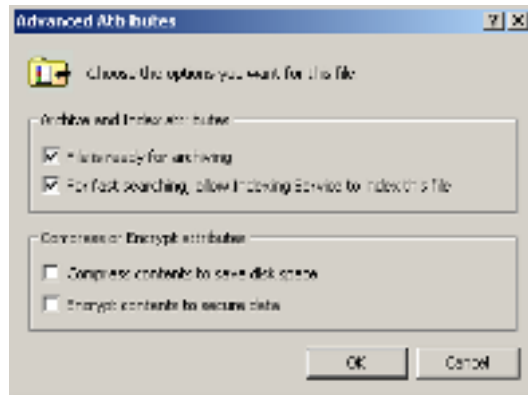 Advanced Attributes
Choose the options you want for this file
Archive and Index attributes
File is ready for archiving
For fast searching, allow Indexing Service to index this file
Compress or Encrypt attributes
Compress contents to save disk space
Encrypt contents to secure data
OK
Cancel